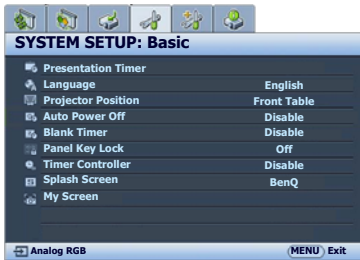 SYSTEM SETUP: Basic
Presentation Timer
Language English
Projector Position Front Table
Auto Power Off Disable
Blank Timer Disable
Panel Key Lock Off
Timer Controller Disable
Splash Screen BenQ
My Screen
Analog RGB MENU Exit